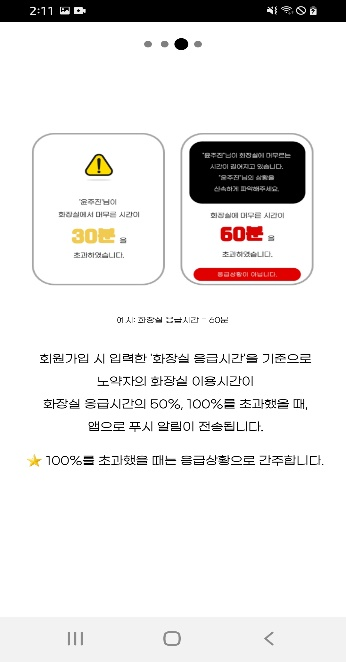 2:11
'윤주진'님이
화장실에서 머무른 시간이
30분 을
초과하였습니다.
'윤주진'님이 화장실에 머무르는
시간이 길어지고 있습니다.
'윤주진'님의 상황을
신속하게 파악해주세요.
화장실에 머무른 시간이
60분 을
초과하였습니다.
응급상황이 아닙니다.
예시: 화장실 응급시간 = 60분
회원가입 시 입력한 '화장실 응급시간'을 기준으로
노약자의 화장실 이용시간이
화장실 응급시간의 50%, 100%를 초과했을 때,
앱으로 푸시 알림이 전송됩니다.
⭐ 100%를 초과했을 때는 응급상황으로 간주합니다.